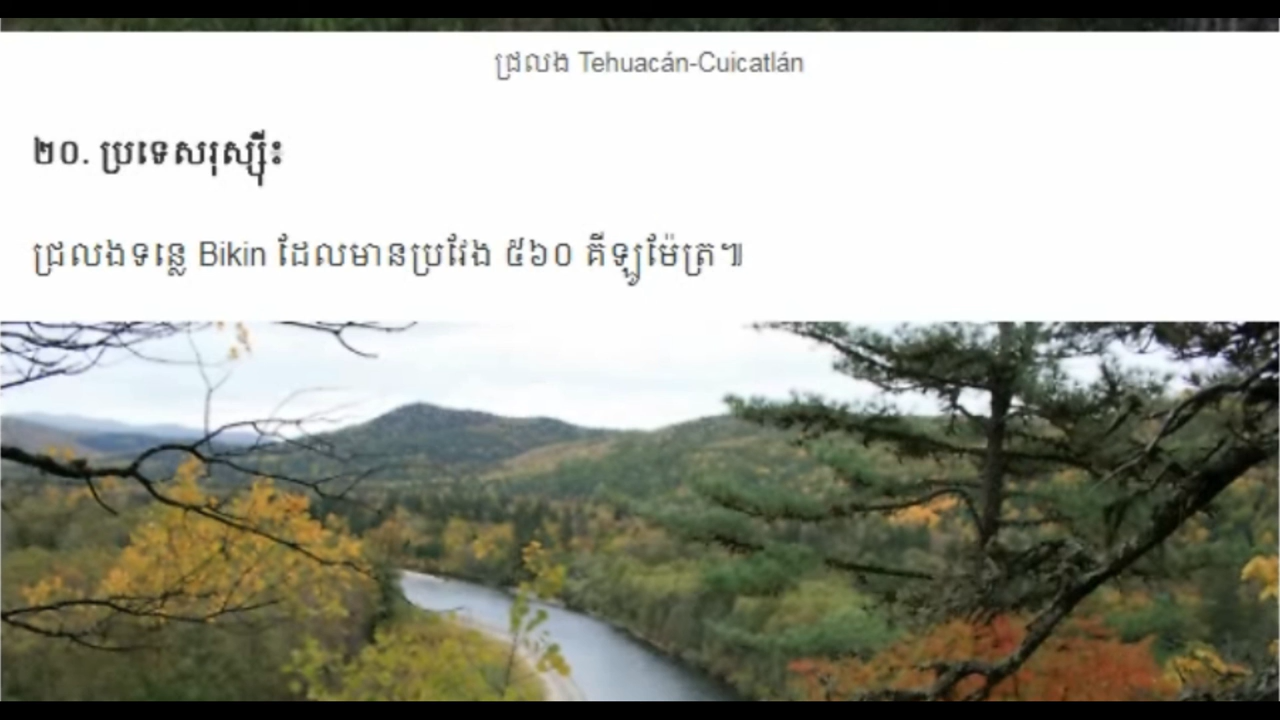 ជ្រលង Tehuacán-Cuicatlán
២០. ប្រទេសរុស្ស៊ីះ
ជ្រលងទន្លេ Bikin ដែលមានប្រវែង ៥៦០ គីឡូម៉ែត្រ៕